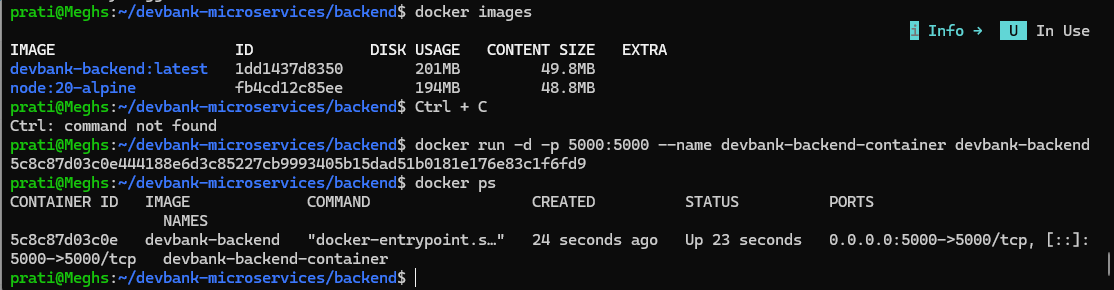 prati@Meghs:~/devbank-microservices/backend$ docker images
i Info → U In Use
IMAGE ID DISK USAGE CONTENT SIZE EXTRA
devbank-backend:latest 1dd1437d8350 201MB 49.8MB
node:20-alpine fb4cd12c85ee 194MB 48.8MB
prati@Meghs:~/devbank-microservices/backend$ Ctrl + C
Ctrl: command not found
prati@Meghs:~/devbank-microservices/backend$ docker run -d -p 5000:5000 --name devbank-backend-container devbank-backend
5c8c87d03c0e444188e6d3c85227cb9993405b15dad51b0181e176e83c1f6fd9
prati@Meghs:~/devbank-microservices/backend$ docker ps
CONTAINER ID IMAGE COMMAND CREATED STATUS PORTS
NAMES
5c8c87d03c0e devbank-backend "docker-entrypoint.s…" 24 seconds ago Up 23 seconds 0.0.0.0:5000->5000/tcp, [::]:
5000->5000/tcp devbank-backend-container
prati@Meghs:~/devbank-microservices/backend$